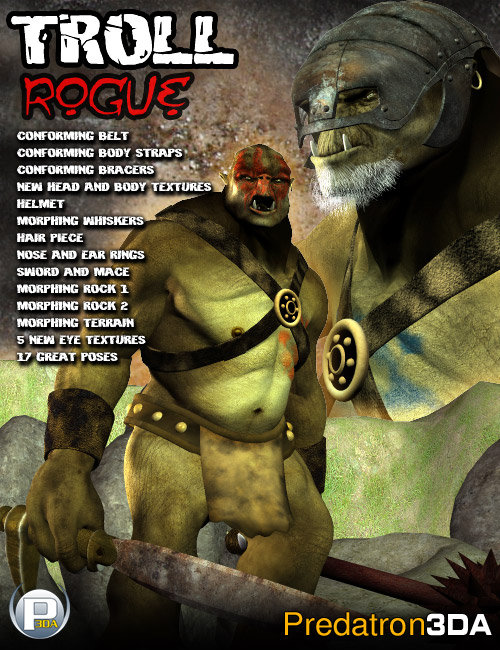 TROLL
ROGUE
CONFORMING BELT
CONFORMING BODY STRAPS
CONFORMING BRACERS
NEW HEAD AND BODY TEXTURES
HELMET
MORPHING WHISKERS
HAIR PIECE
NOSE AND EAR RINGS
SWORD AND MACE
MORPHING ROCK 1
MORPHING ROCK 2
MORPHING TERRAIN
5 NEW EYE TEXTURES
17 GREAT POSES
P
3DA
Predatron3DA